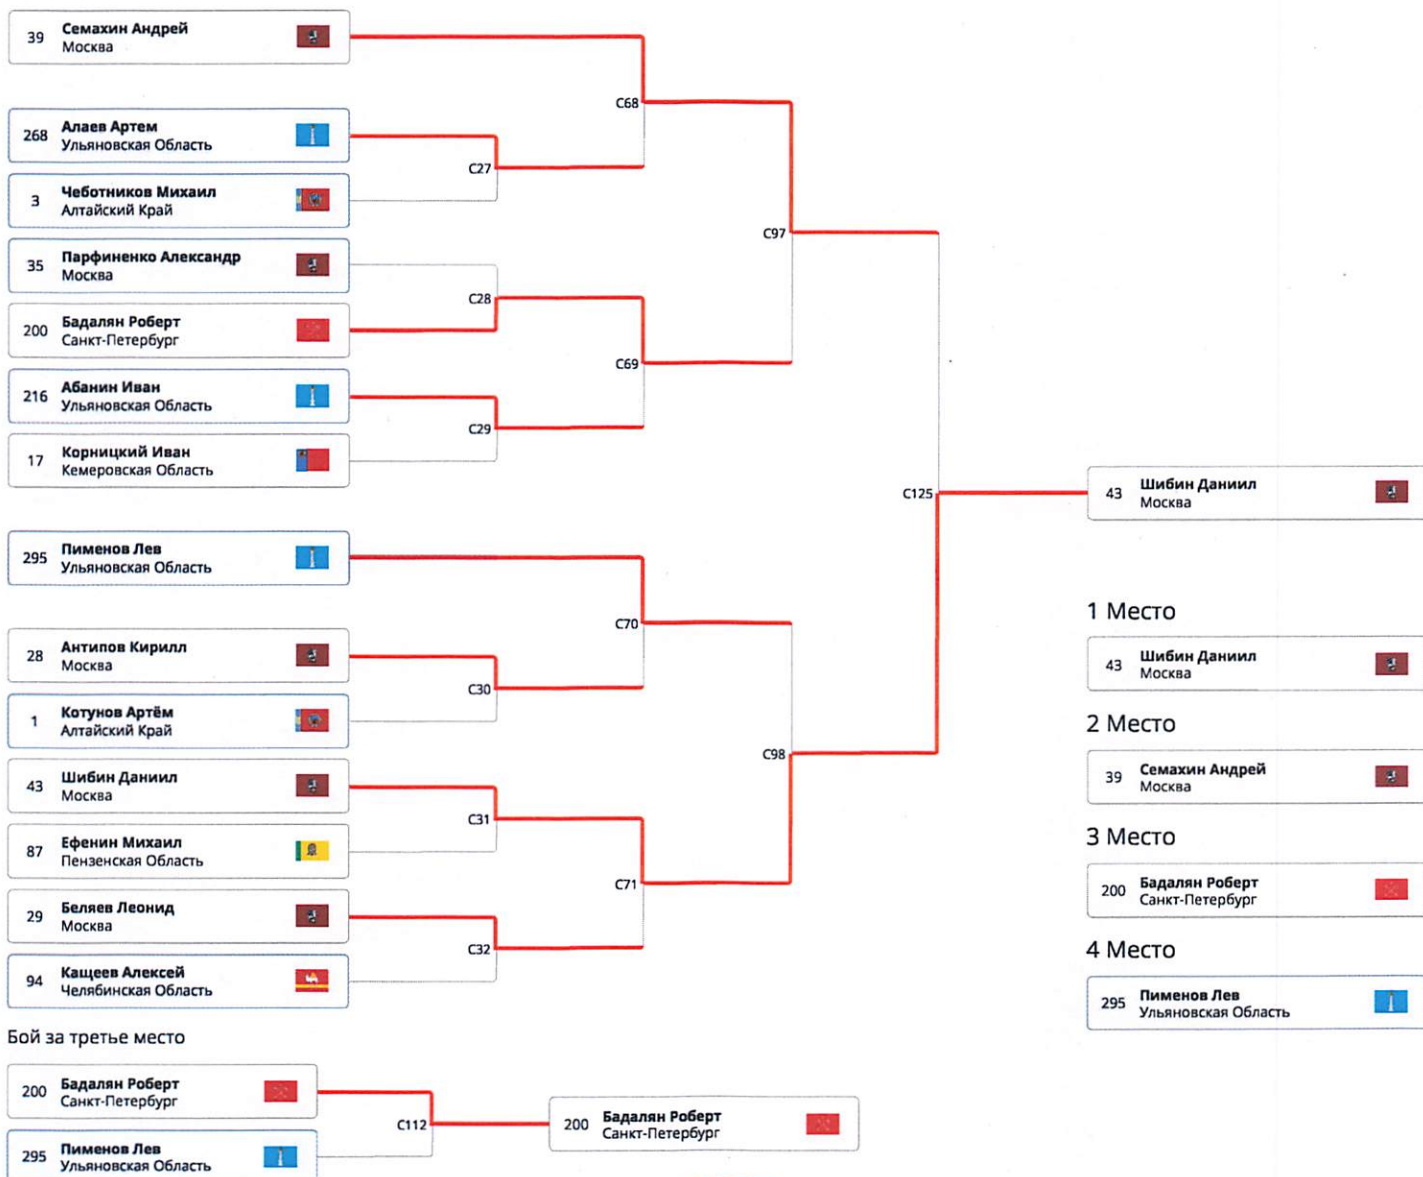 39 Семахин Андрей
Москва
268 Алаев Артем
Ульяновская Область
3 Чеботников Михаил
Алтайский Край
35 Парфиненко Александр
Москва
200 Бадалян Роберт
Санкт-Петербург
216 Абанин Иван
Ульяновская Область
17 Корницкий Иван
Кемеровская Область
295 Пименов Лев
Ульяновская Область
28 Антипов Кирилл
Москва
1 Котунов Артём
Алтайский Край
43 Шибин Даниил
Москва
87 Ефенин Михаил
Пензенская Область
29 Беляев Леонид
Москва
94 Кащеев Алексей
Челябинская Область
C27
C28
C29
C30
C31
C32
C68
C69
C70
C71
C97
C98
C125
43 Шибин Даниил
Москва
1 Место
43 Шибин Даниил
Москва
2 Место
39 Семахин Андрей
Москва
3 Место
200 Бадалян Роберт
Санкт-Петербург
4 Место
295 Пименов Лев
Ульяновская Область
Бой за третье место
200 Бадалян Роберт
Санкт-Петербург
295 Пименов Лев
Ульяновская Область
C112
200 Бадалян Роберт
Санкт-Петербург